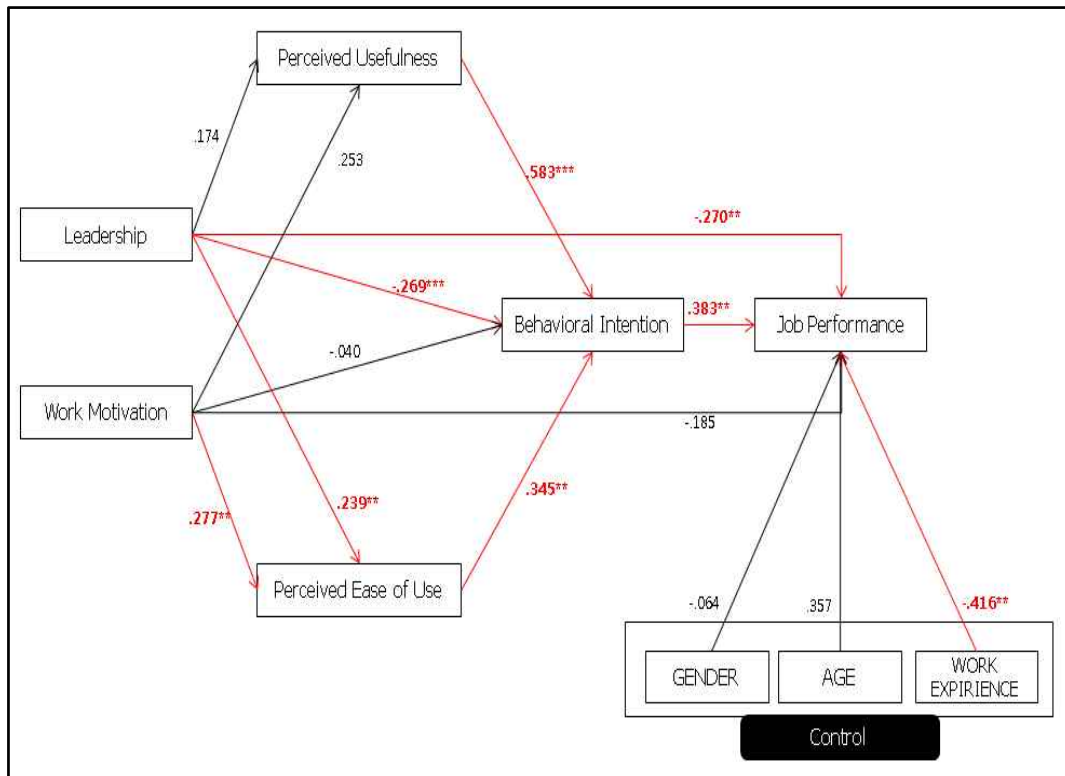 Perceived Usefulness
.174
.253
.583***
Leadership
-.270**
-.269***
Behavioral Intention
.383**
Job Performance
-.040
Work Motivation
-.185
.277**
.239**
.345**
Perceived Ease of Use
-.064
.357
-.416**
GENDER
AGE
WORK
EXPIRIENCE
Control